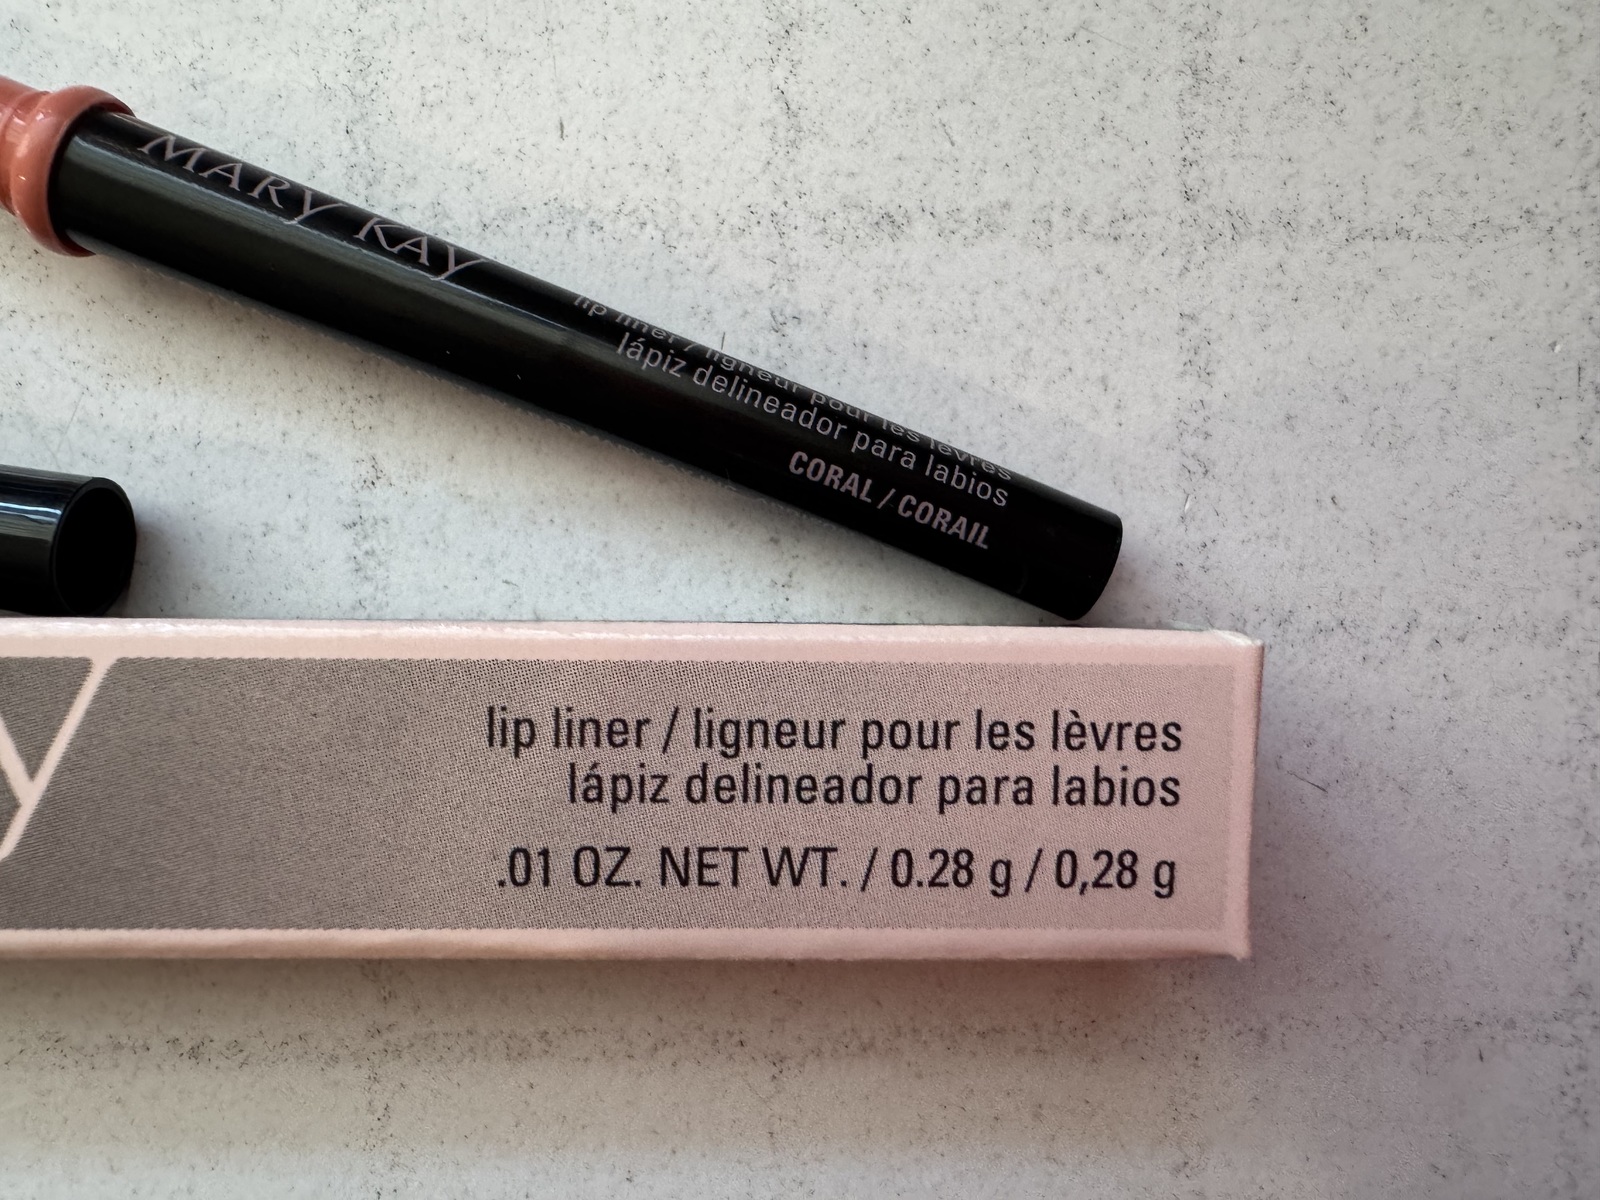 MARY KAY
lip liner / ligneur pour les lèvres
lápiz delineador para labios
CORAL / CORAIL
y
lip liner / ligneur pour les lèvres
lápiz delineador para labios
.01 OZ. NET WT. / 0.28 g / 0,28 g